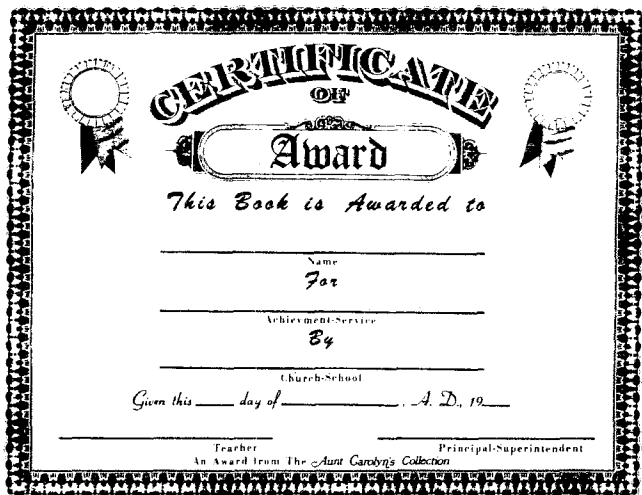 CERTIFICATE
OF
Award
This Book is Awarded to
Name
For
Achievment-Service
By
Church-School
Given this ____ day of ____________, A. D., 19___
Teacher
Principal-Superintendent
An Award from The Aunt Carolyn's Collection